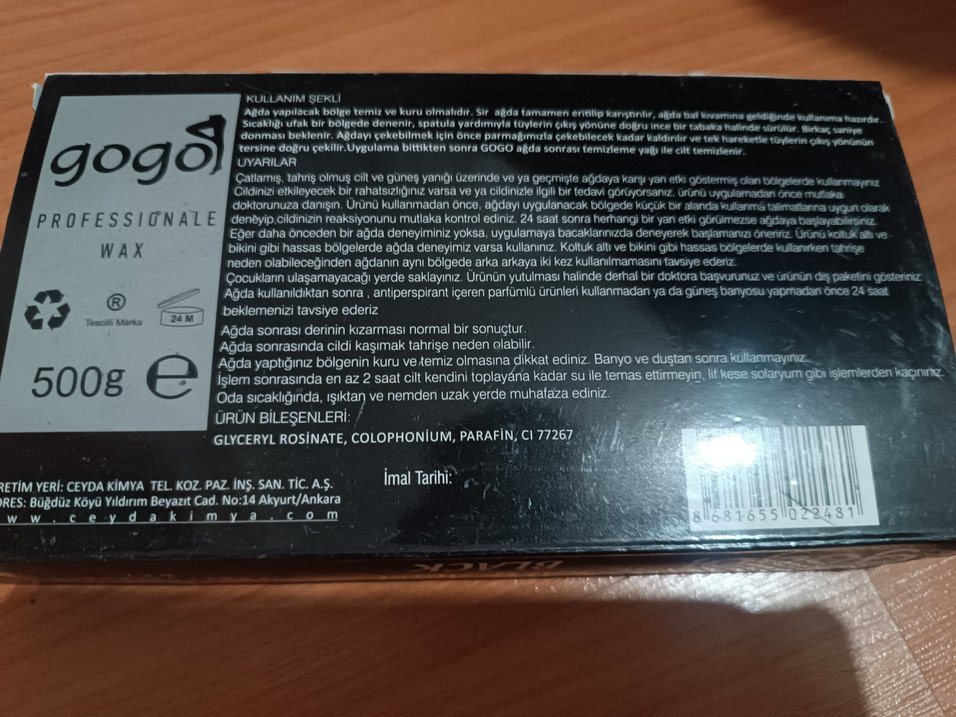 gogo
PROFESSIONALE
WAX
®
Tescilli Marka
24 M
500g e
KULLANIM ŞEKLİ
Ağda yapılacak bölge temiz ve kuru olmalıdır. Sir ağda tamamen eritilip karıştırılır, ağda bal kıvamına geldiğinde kullanıma hazırdır.
Sıcaklığı ufak bir bölgede denenir, spatula yardımıyla tüylerin çıkış yönüne doğru ince bir tabaka halinde sürülür. Birkaç saniye
donması beklenir. Ağdayı çekebilmek için önce parmağımızla çekebilecek kadar kaldırılır ve tek hareketle tüylerin çıkış yönünün
tersine doğru çekilir.Uygulama bittikten sonra GOGO ağda sonrası temizleme yağı ile cilt temizlenir.
UYARILAR
Çatlamış, tahriş olmuş cilt ve güneş yanığı üzerinde ve ya geçmişte ağdaya karşı yan etki göstermiş olan bölgelerde kullanmayınız
Cildinizi etkileyecek bir rahatsızlığınız varsa ve ya cildinizle ilgili bir tedavi görüyorsanız, ürünü uygulamadan önce mutlaka
doktorunuza danışın. Ürünü kullanmadan önce, ağdayı uygulanacak bölgede küçük bir alanda kullanma talimatlarına uygun olarak
deneyip,cildinizin reaksiyonunu mutlaka kontrol ediniz. 24 saat sonra herhangi bir yan etki görülmezse ağdaya başlayabilirsiniz.
Eğer daha önceden bir ağda deneyiminiz yoksa, uygulamaya bacaklarınızda deneyerek başlamanızı öneririz. Ürünü koltuk altı ve
bikini gibi hassas bölgelerde ağda deneyimiz varsa kullanınız. Koltuk altı ve bikini gibi hassas bölgelerde kullanırken tahrişe
neden olabileceğinden ağdanın aynı bölgede arka arkaya iki kez kullanılmamasını tavsiye ederiz.
Çocukların ulaşamayacağı yerde saklayınız. Ürünün yutulması halinde derhal bir doktora başvurunuz ve ürünün dış paketini gösteriniz
Ağda kullanıldıktan sonra , antiperspirant içeren parfümlü ürünleri kullanmadan ya da güneş banyosu yapmadan önce 24 saat
beklemenizi tavsiye ederiz
Ağda sonrası derinin kızarması normal bir sonuçtur.
Ağda sonrasında cildi kaşımak tahrişe neden olabilir.
Ağda yaptığınız bölgenin kuru ve temiz olmasına dikkat ediniz. Banyo ve duştan sonra kullanmayınız
İşlem sonrasında en az 2 saat cilt kendini toplayana kadar su ile temas ettirmeyin, lif kese solaryum gibi işlemlerden kaçınınız.
Oda sıcaklığında, ışıktan ve nemden uzak yerde muhafaza ediniz.
ÜRÜN BİLEŞENLERİ:
GLYCERYL ROSİNATE, COLOPHONİUM, PARAFİN, CI 77267
RETİM YERİ: CEYDA KİMYA TEL. KOZ. PAZ. İNŞ. SAN. TİC. A.Ş.
DRES: Büğdüz Köyü Yıldırım Beyazıt Cad. No:14 Akyurt/Ankara
w w . c e y d a k i m y a . c o m
İmal Tarihi:
8 681655 022481
BLACK